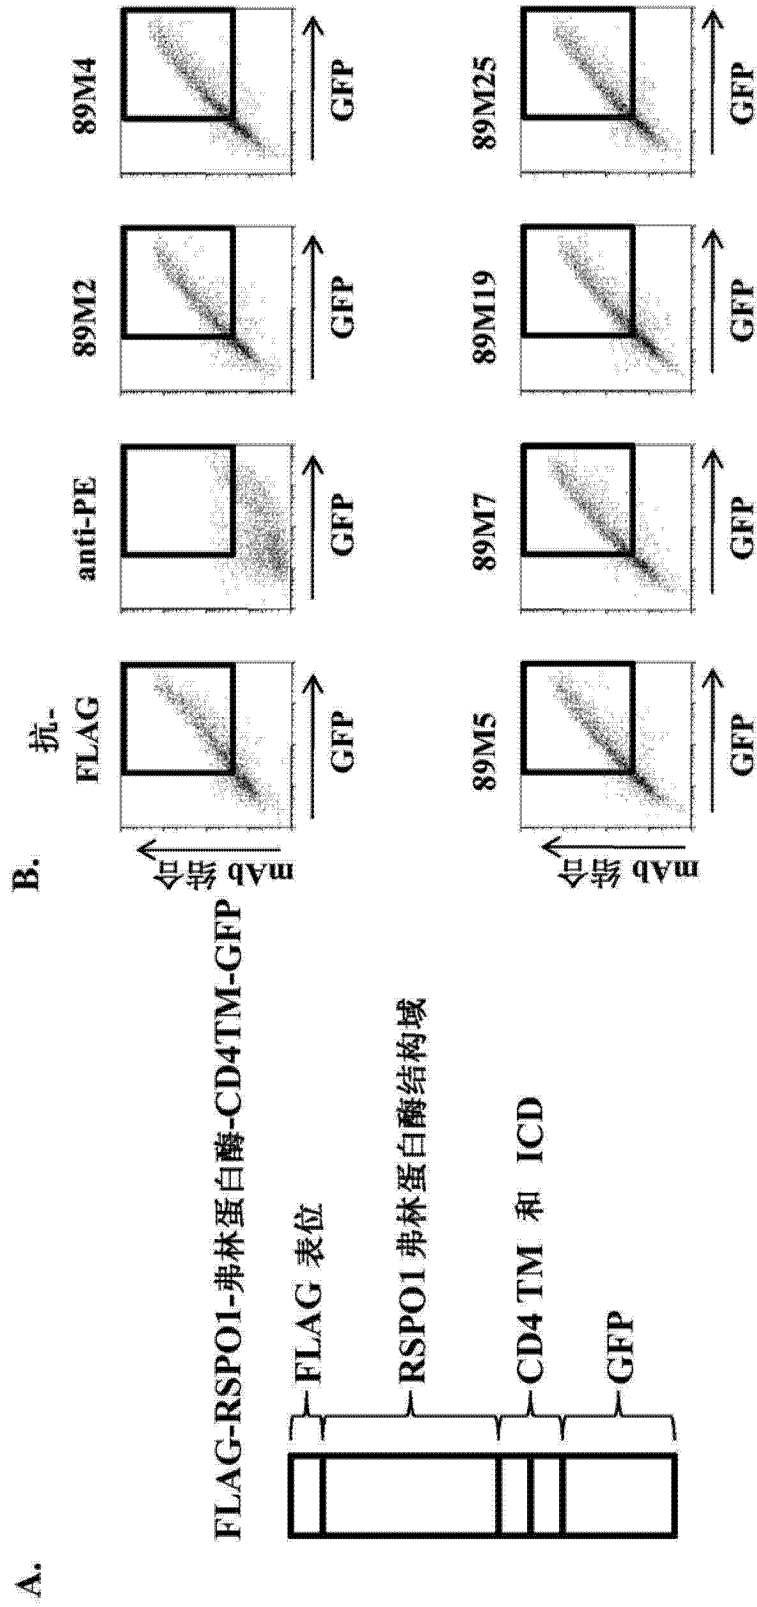 A.
FLAG-RSPO1-弗林蛋白酶-CD4TM-GFP
FLAG 表位
RSPO1 弗林蛋白酶结构域
CD4 TM 和 ICD
GFP
B.
抗-
FLAG
anti-PE
89M2
89M4
mAb 结合
GFP
GFP
GFP
GFP
89M5
89M7
89M19
89M25
mAb 结合
GFP
GFP
GFP
GFP